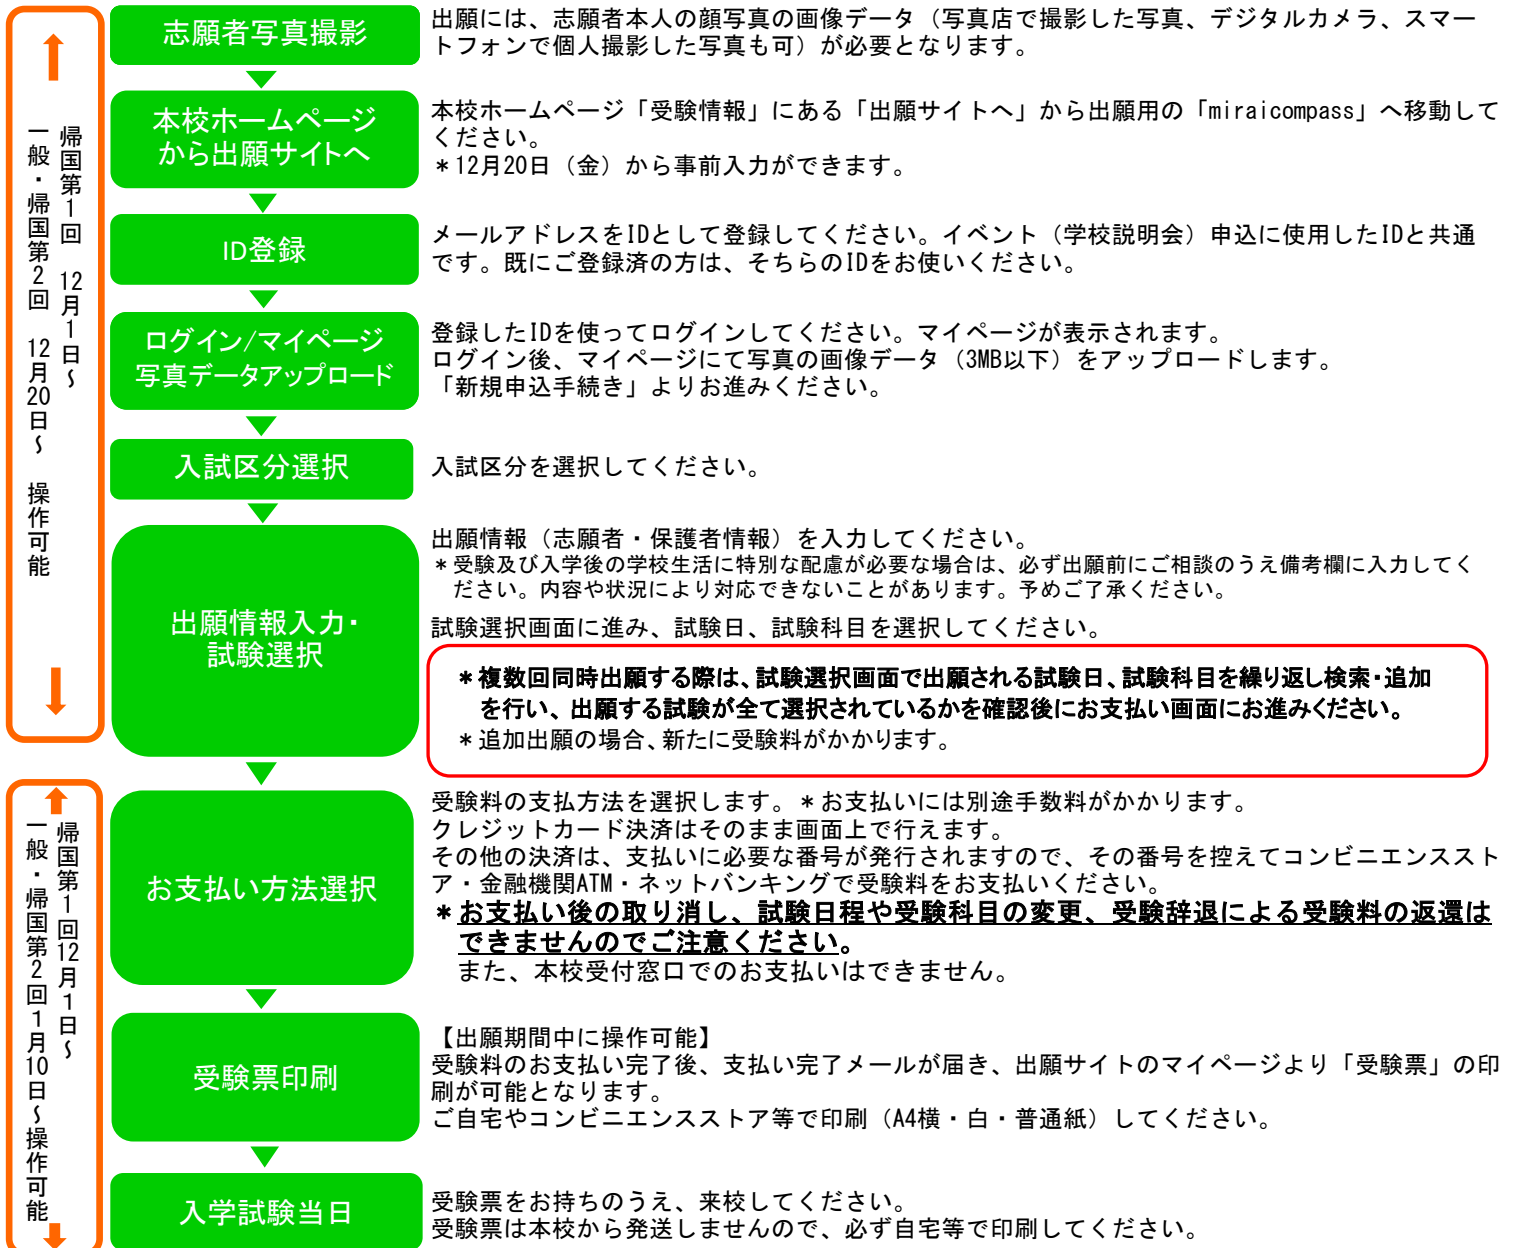 志願者写真撮影
出願には、志願者本人の顔写真の画像データ（写真店で撮影した写真、デジタルカメラ、スマー
トフォンで個人撮影した写真も可）が必要となります。
帰国第1回　12月1日～
一般・帰国第2回　12月20日～　操作可能
本校ホームページ
から出願サイトへ
本校ホームページ「受験情報」にある「出願サイトへ」から出願用の「miraicompass」へ移動して
ください。
＊12月20日（金）から事前入力ができます。
ID登録
メールアドレスをIDとして登録してください。イベント（学校説明会）申込に使用したIDと共通
です。既にご登録済の方は、そちらのIDをお使いください。
ログイン/マイページ
写真データアップロード
登録したIDを使ってログインしてください。マイページが表示されます。
ログイン後、マイページにて写真の画像データ（3MB以下）をアップロードします。
「新規申込手続き」よりお進みください。
入試区分選択
入試区分を選択してください。
出願情報入力・
試験選択
出願情報（志願者・保護者情報）を入力してください。
＊受験及び入学後の学校生活に特別な配慮が必要な場合は、必ず出願前にご相談のうえ備考欄に入力してく
ださい。内容や状況により対応できないことがあります。予めご了承ください。
試験選択画面に進み、試験日、試験科目を選択してください。
＊複数回同時出願する際は、試験選択画面で出願される試験日、試験科目を繰り返し検索・追加
を行い、出願する試験が全て選択されているかを確認後にお支払い画面にお進みください。
＊追加出願の場合、新たに受験料がかかります。
帰国第1回12月1日～
一般・帰国第2回1月10日～操作可能
お支払い方法選択
受験料の支払方法を選択します。＊お支払いには別途手数料がかかります。
クレジットカード決済はそのまま画面上で行えます。
その他の決済は、支払いに必要な番号が発行されますので、その番号を控えてコンビニエンススト
ア・金融機関ATM・ネットバンキングで受験料をお支払いください。
＊お支払い後の取り消し、試験日程や受験科目の変更、受験辞退による受験料の返還は
できませんのでご注意ください。
また、本校受付窓口でのお支払いはできません。
受験票印刷
【出願期間中に操作可能】
受験料のお支払い完了後、支払い完了メールが届き、出願サイトのマイページより「受験票」の印
刷が可能となります。
ご自宅やコンビニエンスストア等で印刷（A4横・白・普通紙）してください。
入学試験当日
受験票をお持ちのうえ、来校してください。
受験票は本校から発送しませんので、必ず自宅等で印刷してください。